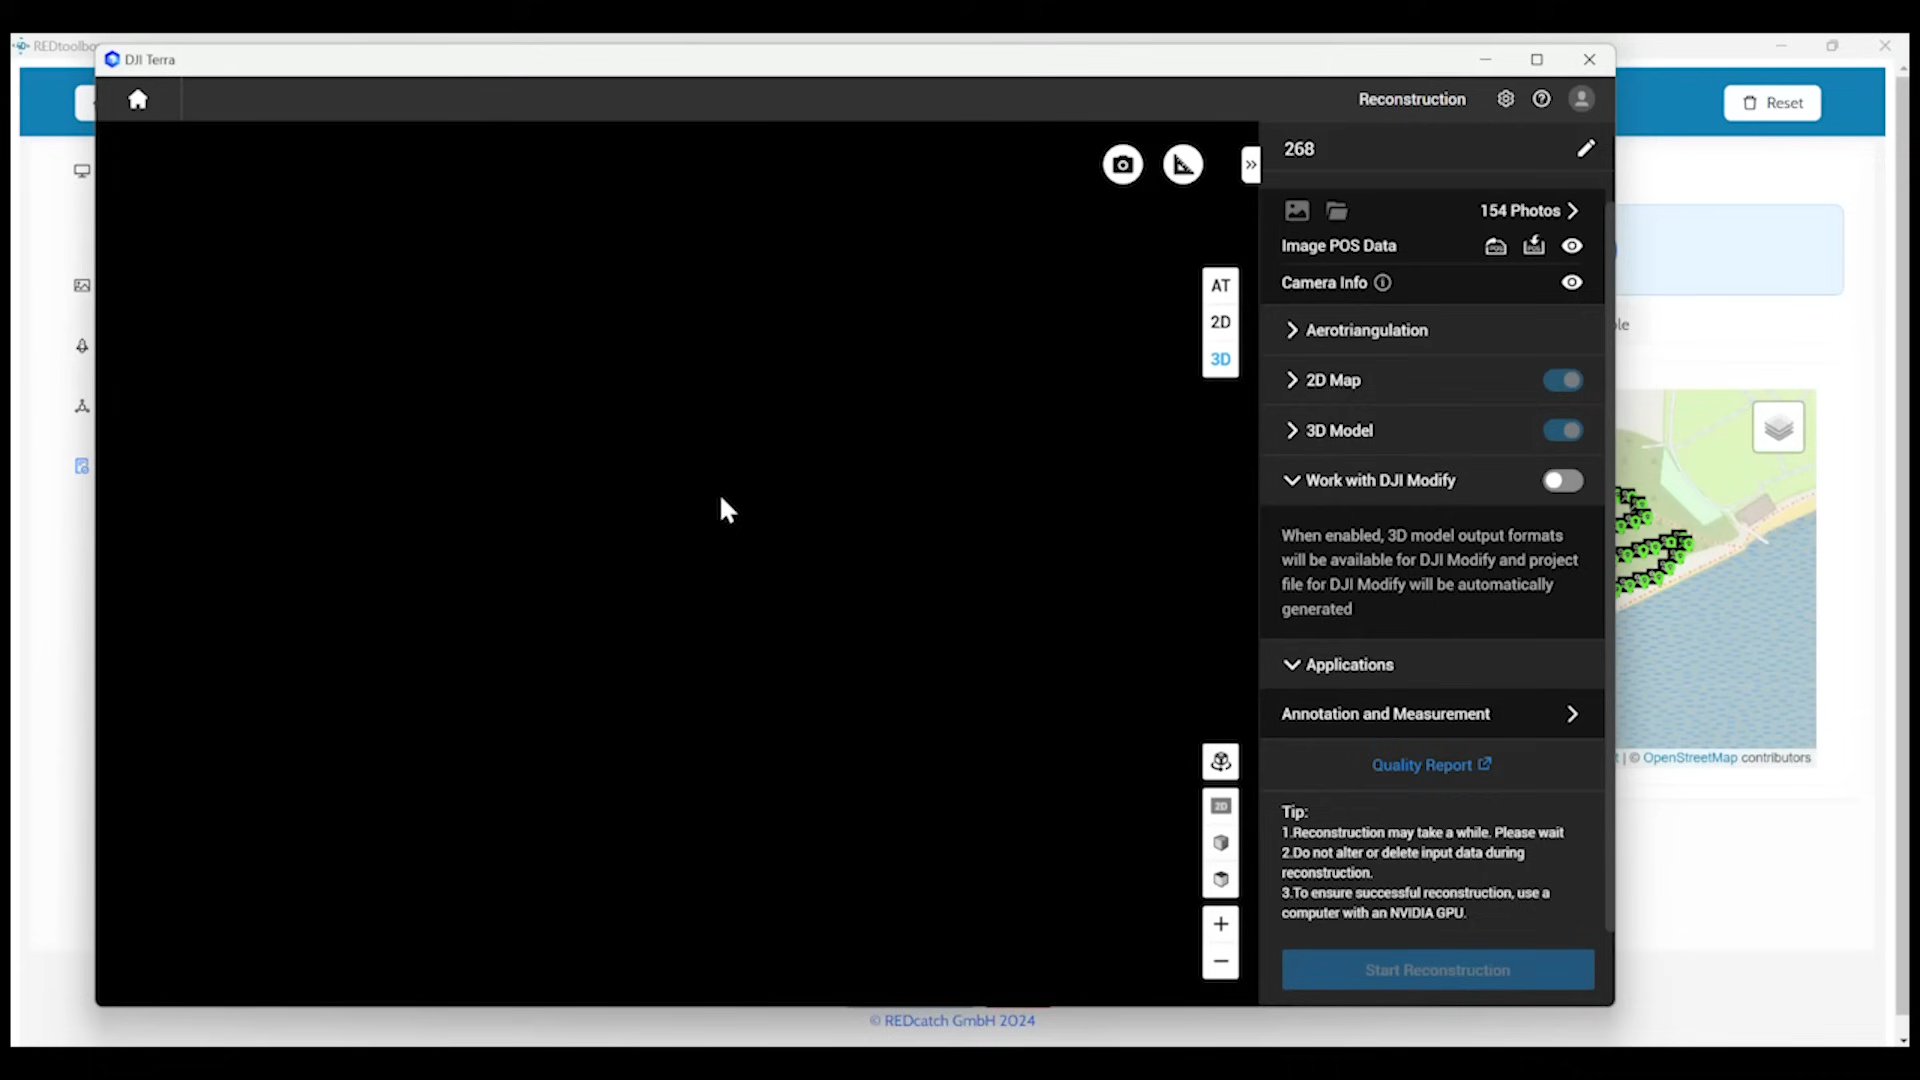 REDtoolbo
DJI Terra
Reconstruction
Reset
268
154 Photos
Image POS Data
Camera Info
AT
2D
3D
Aerotriangulation
2D Map
3D Model
Work with DJI Modify
When enabled, 3D model output formats
will be available for DJI Modify and project
file for DJI Modify will be automatically
generated
Applications
Annotation and Measurement
Quality Report
2D
Tip:
1.Reconstruction may take a while. Please wait
2.Do not alter or delete input data during
reconstruction.
3.To ensure successful reconstruction, use a
computer with an NVIDIA GPU.
Start Reconstruction
| © OpenStreetMap contributors
© REDcatch GmbH 2024